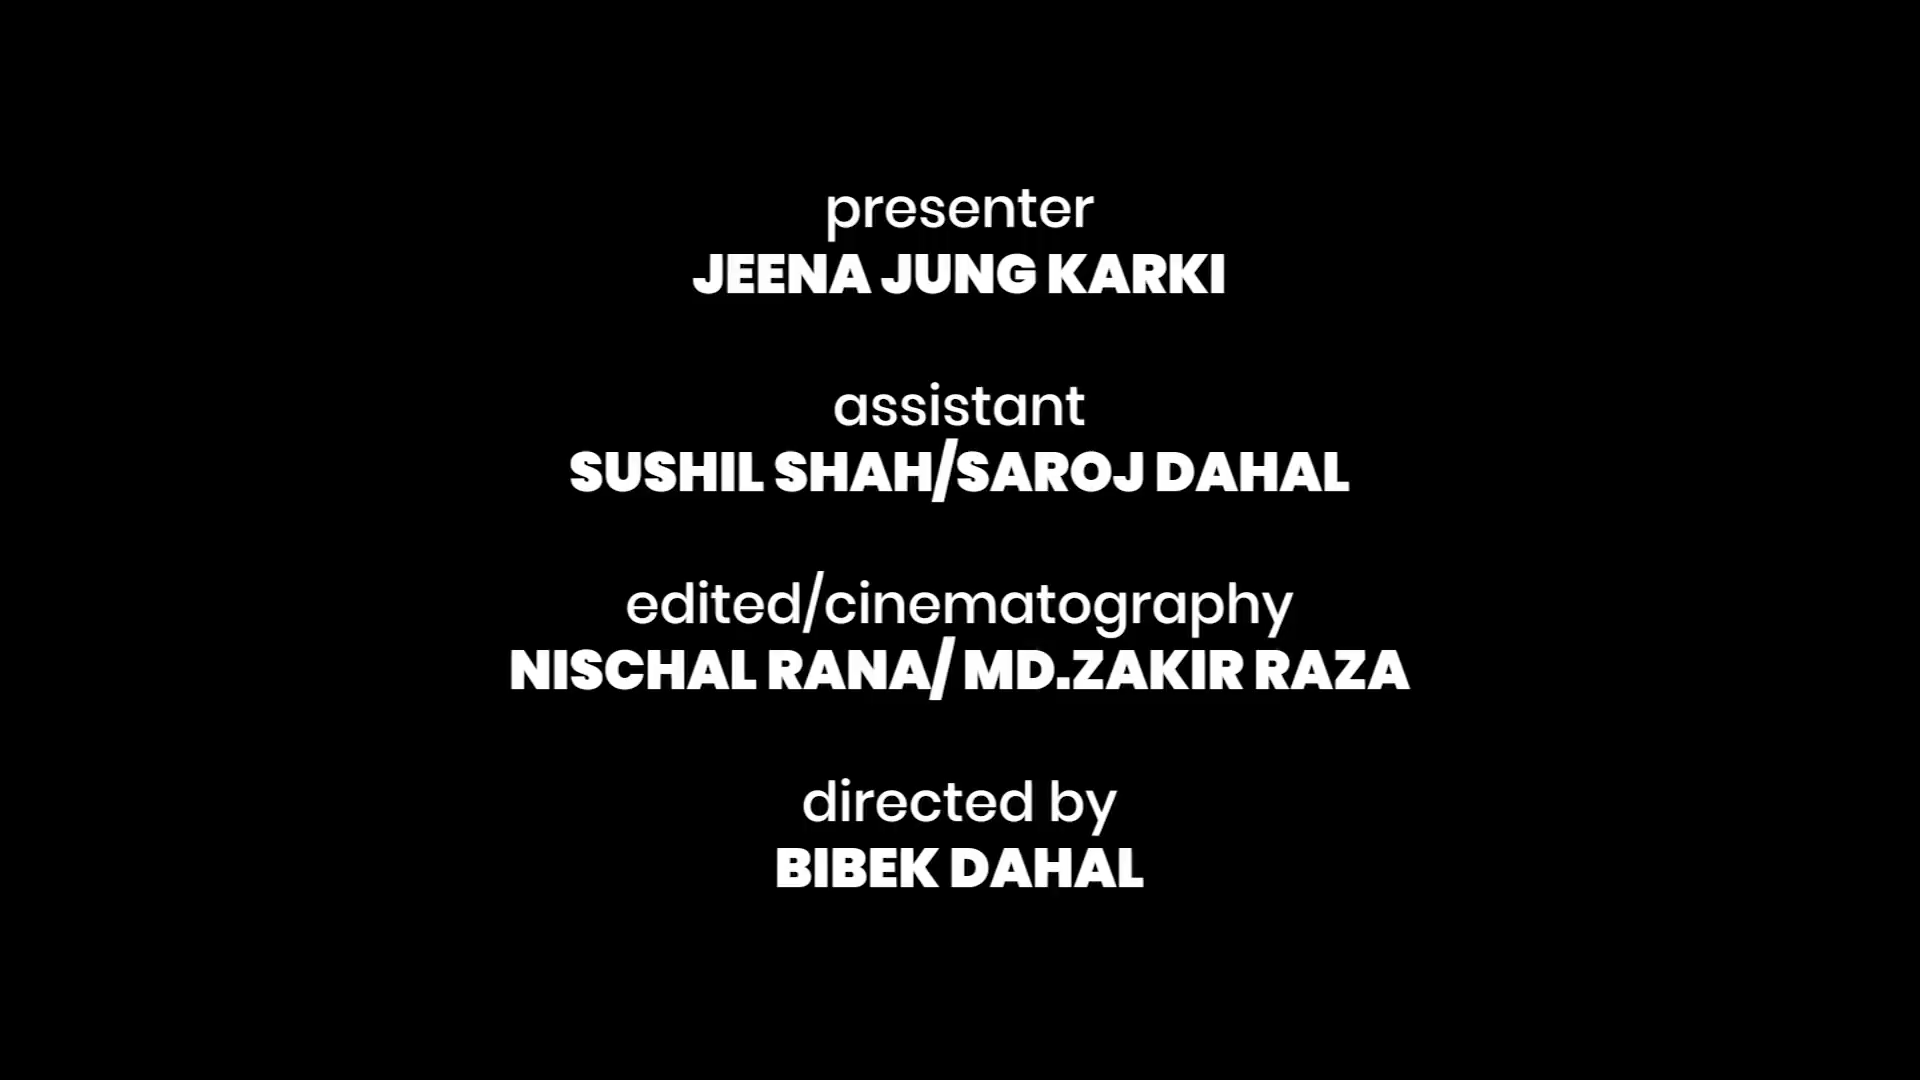 presenter
JEENA JUNG KARKI
assistant
SUSHIL SHAH/SAROJ DAHAL
edited/cinematography
NISCHAL RANA/ MD.ZAKIR RAZA
directed by
BIBEK DAHAL